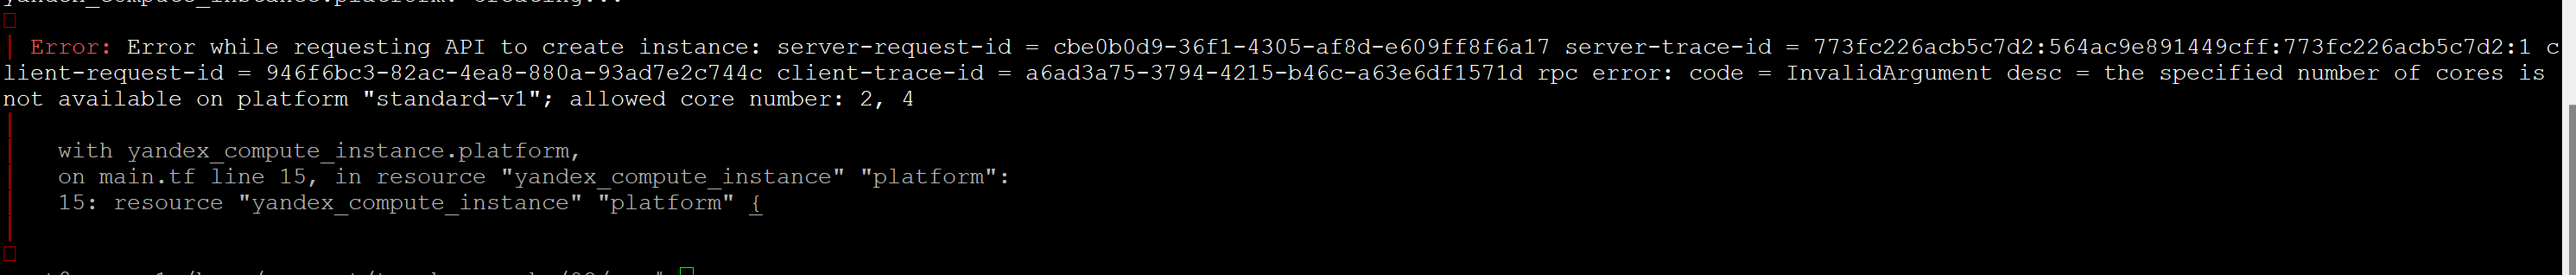 yandex_compute_instance.platform: Creating...
Error: Error while requesting API to create instance: server-request-id = cbe0b0d9-36f1-4305-af8d-e609ff8f6a17 server-trace-id = 773fc226acb5c7d2:564ac9e891449cff:773fc226acb5c7d2:1 c
lient-request-id = 946f6bc3-82ac-4ea8-880a-93ad7e2c744c client-trace-id = a6ad3a75-3794-4215-b46c-a63e6df1571d rpc error: code = InvalidArgument desc = the specified number of cores is
not available on platform "standard-v1"; allowed core number: 2, 4
with yandex_compute_instance.platform,
on main.tf line 15, in resource "yandex_compute_instance" "platform":
15: resource "yandex_compute_instance" "platform" {